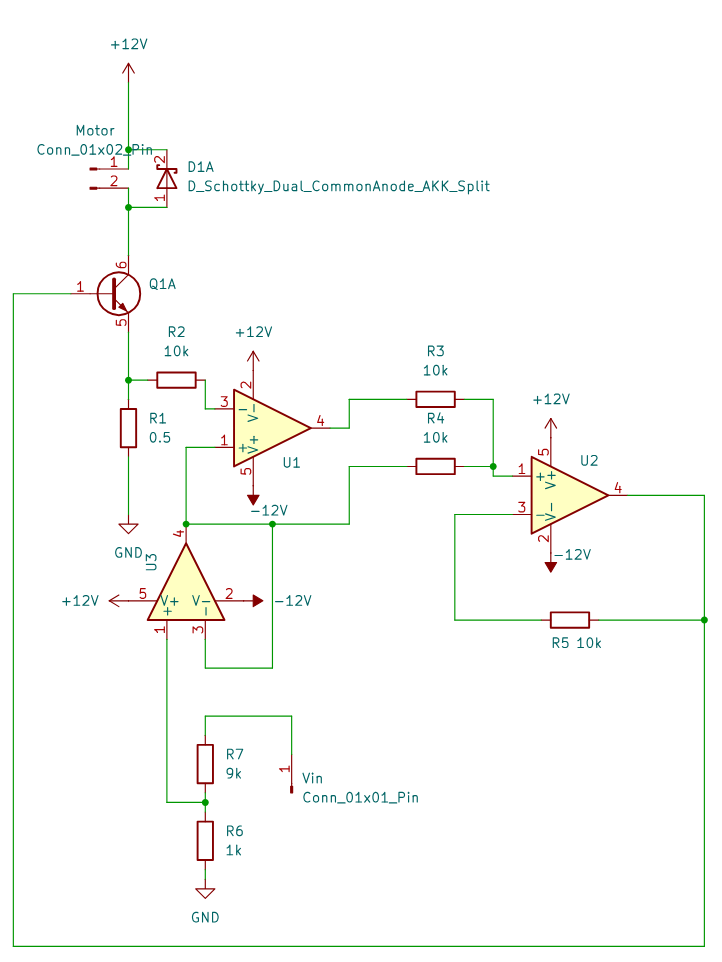 +12V
Motor
Conn_01x02_Pin
1
2
2
1
D1A
D_Schottky_Dual_CommonAnode_AKK_Split
6
1
5
Q1A
R2
10k
R1
0.5
GND
+12V
2
3
1
4
5
−
+
V-
V+
U1
-12V
R3
10k
R4
10k
+12V
5
1
3
4
2
+
−
V+
V-
U2
-12V
R5 10k
U3
4
+12V
5
V+
V-
2
-12V
+
−
1
3
R7
9k
1
Vin
Conn_01x01_Pin
R6
1k
GND